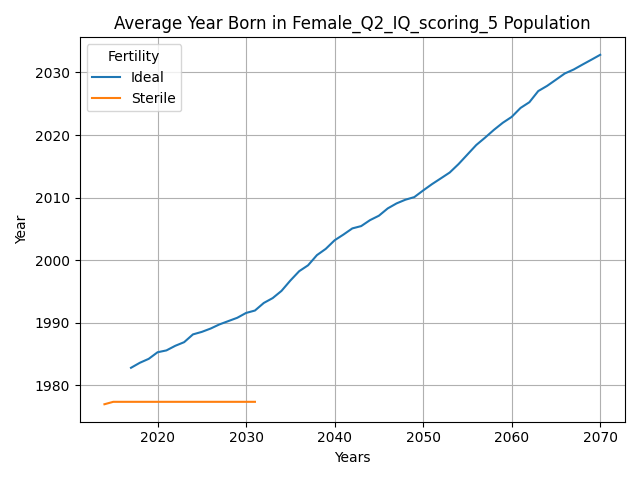 Average Year Born in Female_Q2_IQ_scoring_5 Population
Fertility
Ideal
Sterile
2030
2020
2010
2000
1990
1980
Year
2020 2030 2040 2050 2060 2070
Years